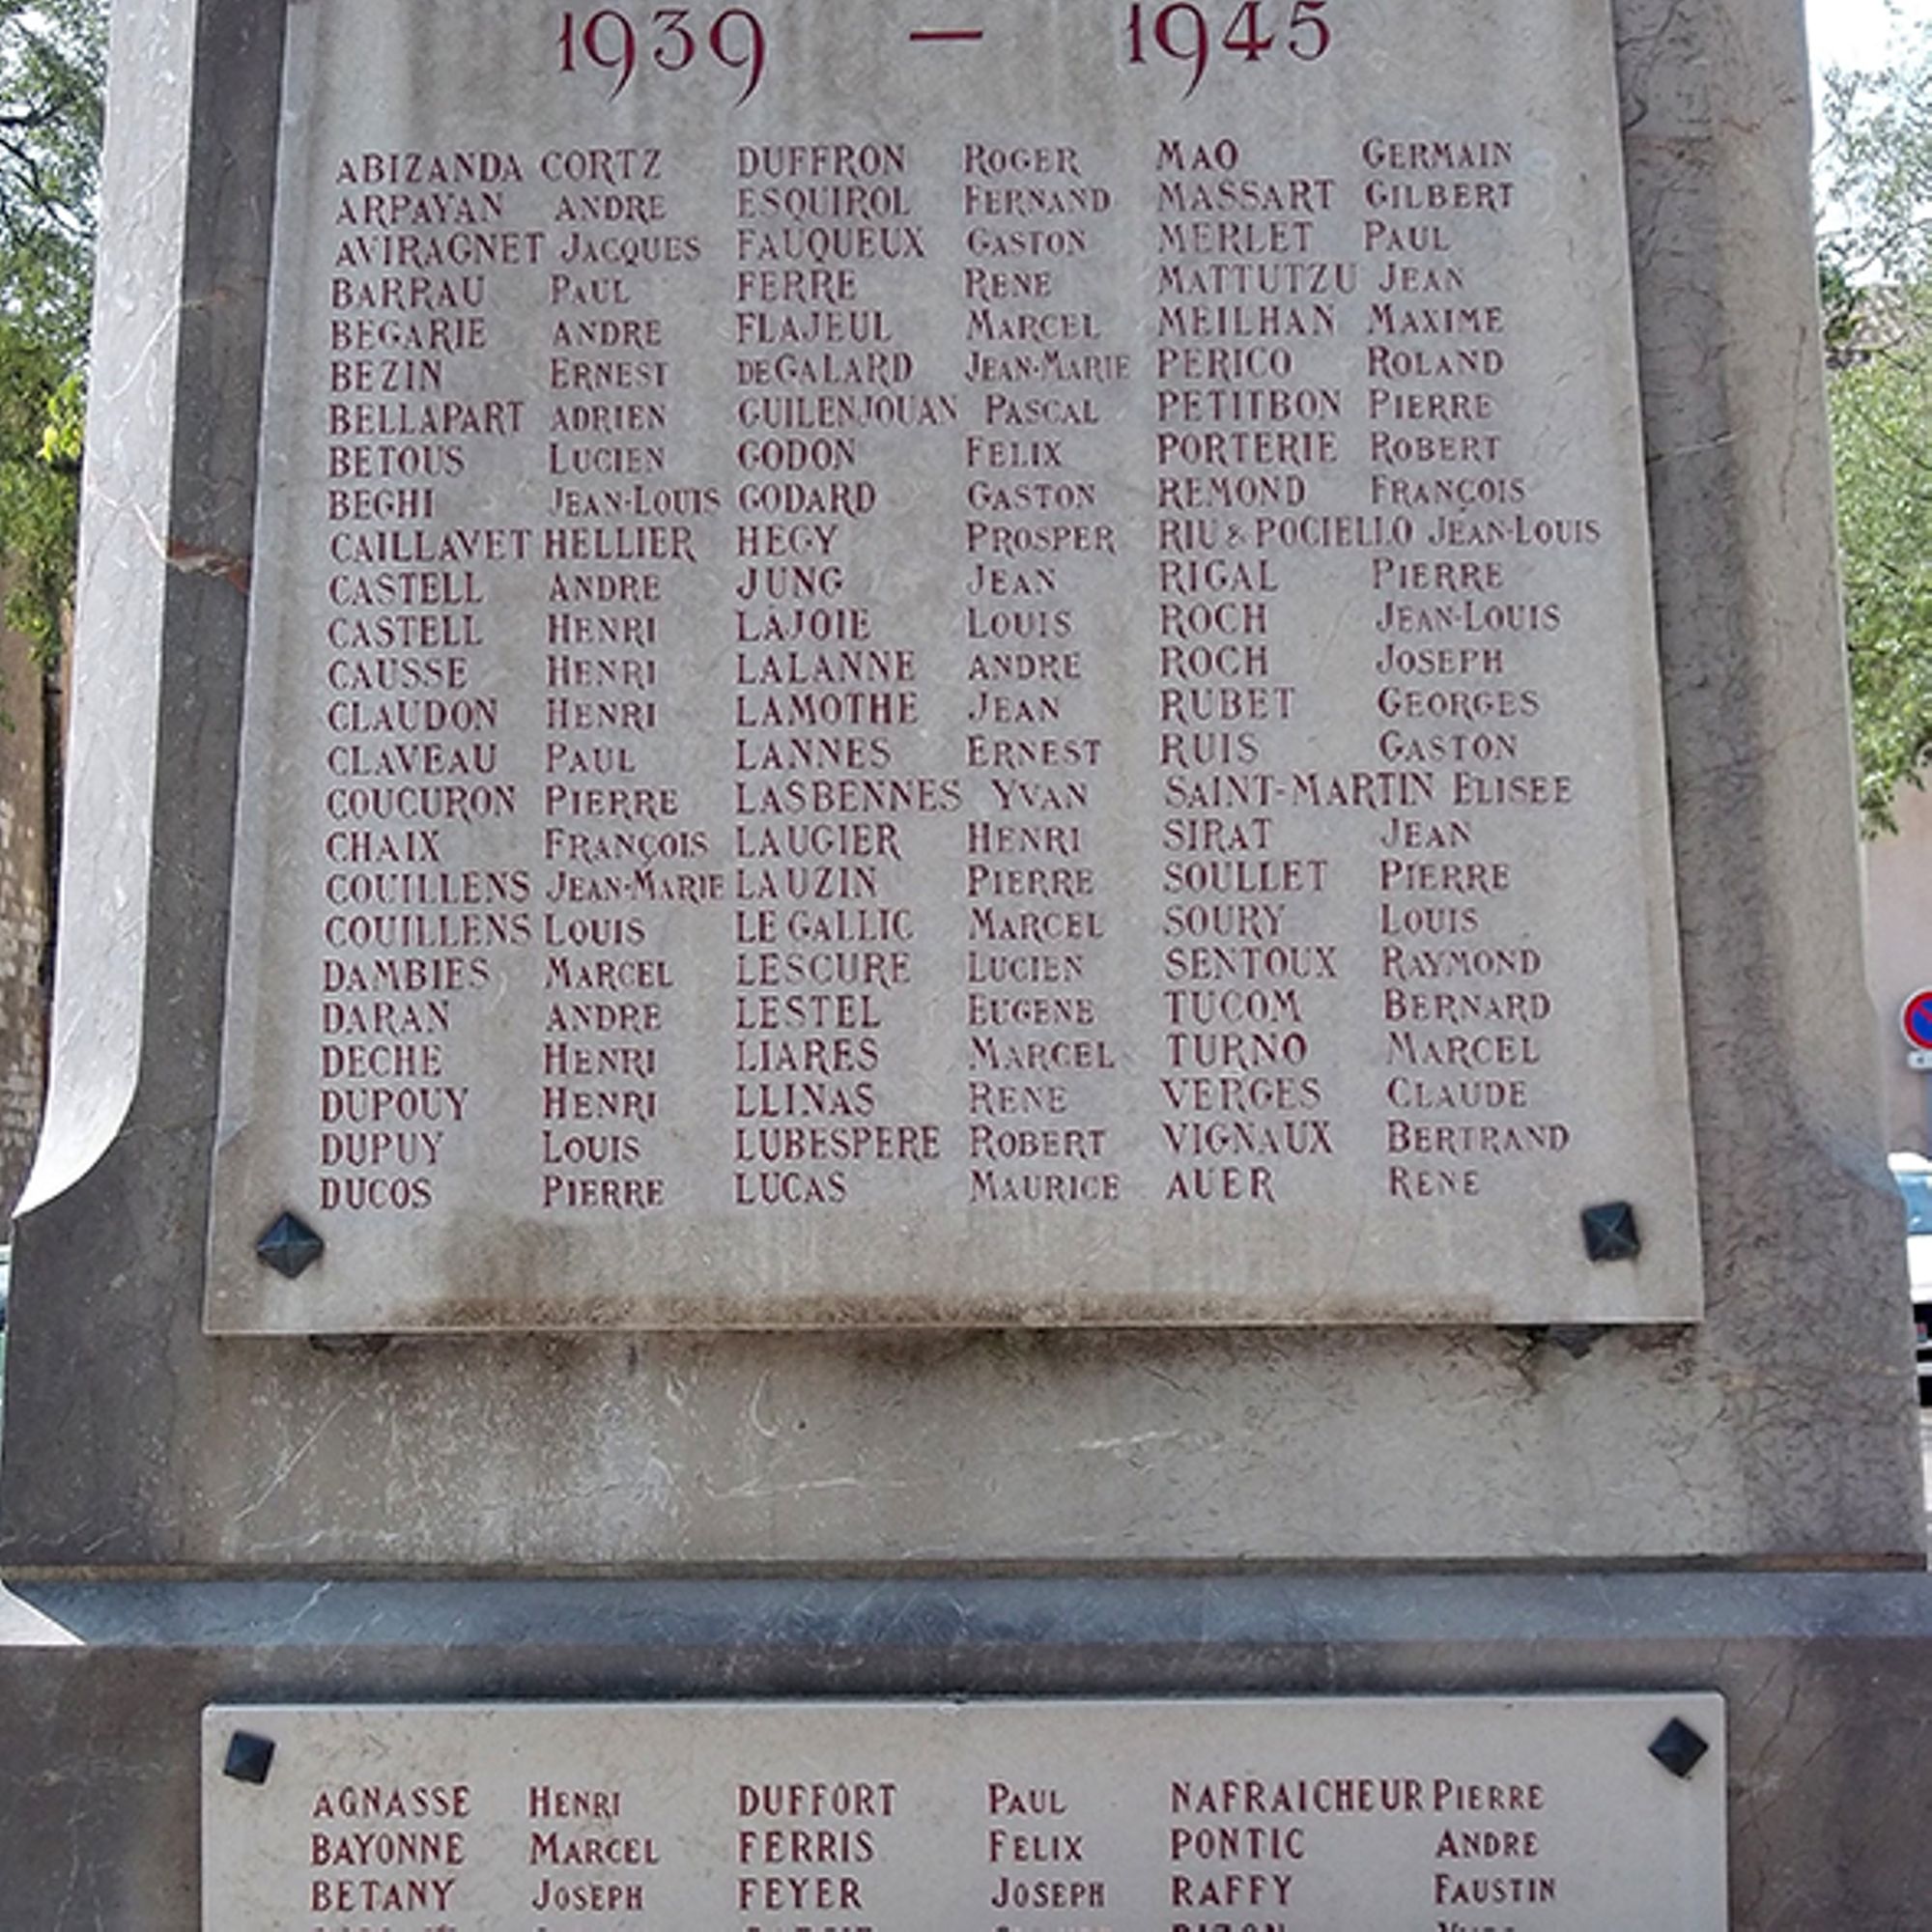 1939 — 1945
ABIZANDA CORTZ DUFFRON ROGER MAO GERMAIN
ARPAYAN ANDRE ESQUIROL FERNAND MASSART GILBERT
AVIRAGNET JACQUES FAUQUEUX GASTON MERLET PAUL
BARRAU PAUL FERRE RENE MATTUTZU JEAN
BEGARIE ANDRE FLAJEUL MARCEL MEILHAN MAXIME
BEZIN ERNEST DE GALARD JEAN-MARIE PERICO ROLAND
BELLAPART ADRIEN GUILENJOUAN PASCAL PETITBON PIERRE
BETOUS LUCIEN GODON FELIX PORTERIE ROBERT
BEGHI JEAN-LOUIS GODARD GASTON REMOND FRANÇOIS
CAILLAVET HELLIER HEGY PROSPER RIU & POCIELLO JEAN-LOUIS
CASTELL ANDRE JUNG JEAN RIGAL PIERRE
CASTELL HENRI LAJOIE LOUIS ROCH JEAN-LOUIS
CAUSSE HENRI LALANNE ANDRE ROCH JOSEPH
CLAUDON HENRI LAMOTHE JEAN RUBET GEORGES
CLAVEAU PAUL LANNES ERNEST RUIS GASTON
COUCURON PIERRE LASBENNES YVAN SAINT-MARTIN ELISEE
CHAIX FRANÇOIS LAUGIER HENRI SIRAT JEAN
COUILLENS JEAN-MARIE LAUZIN PIERRE SOULLET PIERRE
COUILLENS LOUIS LE GALLIC MARCEL SOURY LOUIS
DAMBIES MARCEL LESCURE LUCIEN SENTOUX RAYMOND
DARAN ANDRE LESTEL EUGENE TUCOM BERNARD
DECHE HENRI LIARES MARCEL TURNO MARCEL
DUPOUY HENRI LLINAS RENE VERGES CLAUDE
DUPUY LOUIS LUBESPERE ROBERT VIGNAUX BERTRAND
DUCOS PIERRE LUCAS MAURICE AUER RENE
AGNASSE HENRI DUFFORT PAUL NAFRAICHEUR PIERRE
BAYONNE MARCEL FERRIS FELIX PONTIC ANDRE
BETANY JOSEPH FEYER JOSEPH RAFFY FAUSTIN